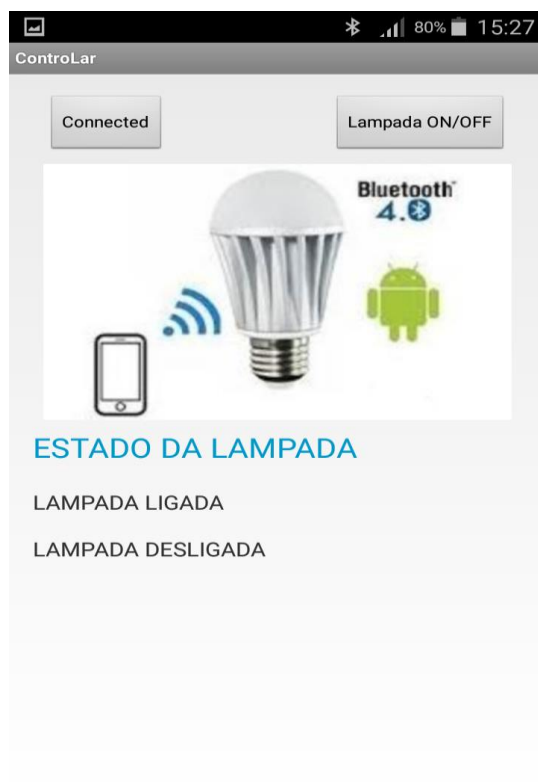 80% 15:27
ControLar
Connected Lampada ON/OFF
Bluetooth
4.0
ESTADO DA LAMPADA
LAMPADA LIGADA
LAMPADA DESLIGADA